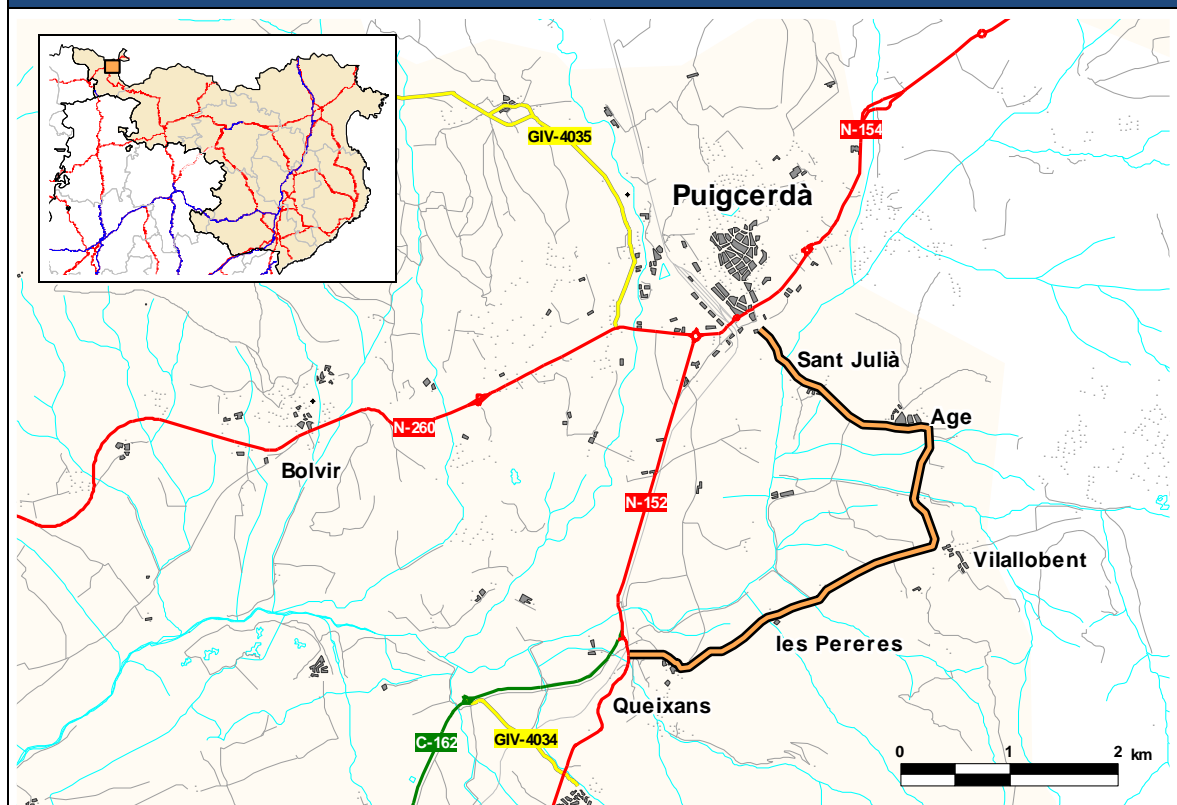 GIV-4035
N-154
Puigcerdà
Sant Julià
Age
N-260
Bolvir
N-152
Vilallobent
les Pereres
Queixans
C-162
GIV-4034
0 1 2 km